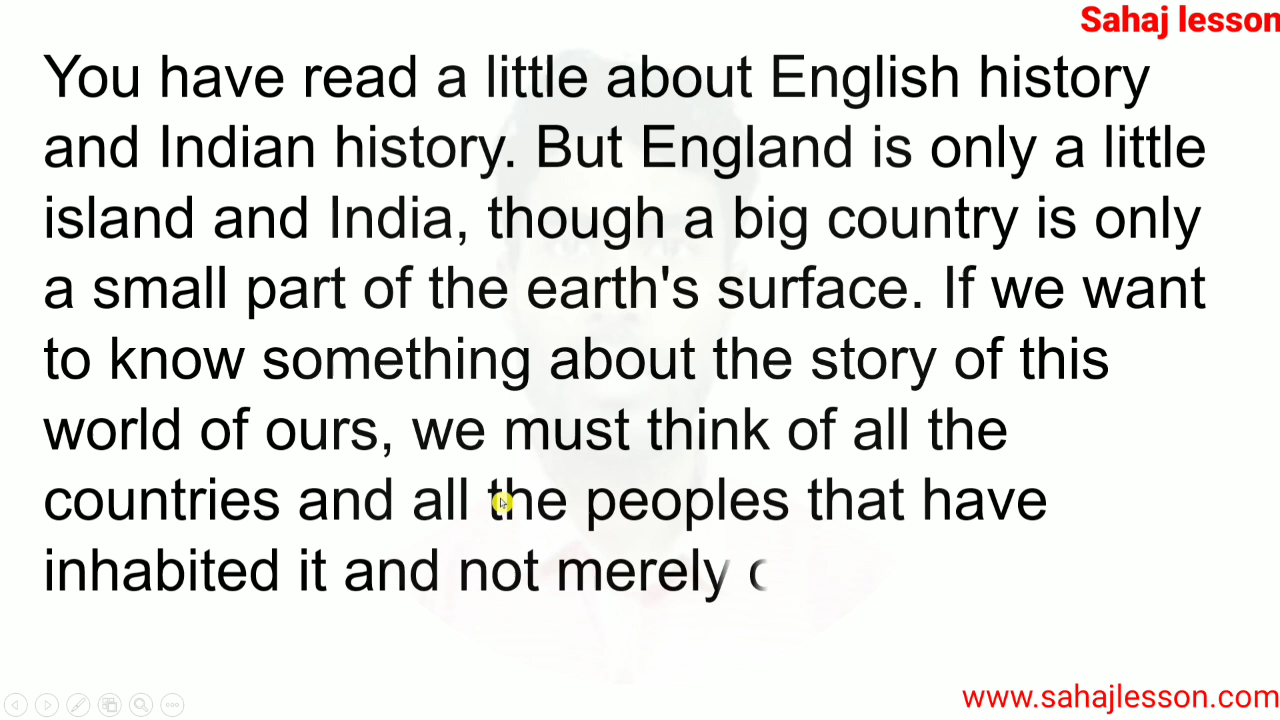 Sahaj lesson
You have read a little about English history
and Indian history. But England is only a little
island and India, though a big country is only
a small part of the earth's surface. If we want
to know something about the story of this
world of ours, we must think of all the
countries and all the peoples that have
inhabited it and not merely
www.sahajlesson.com